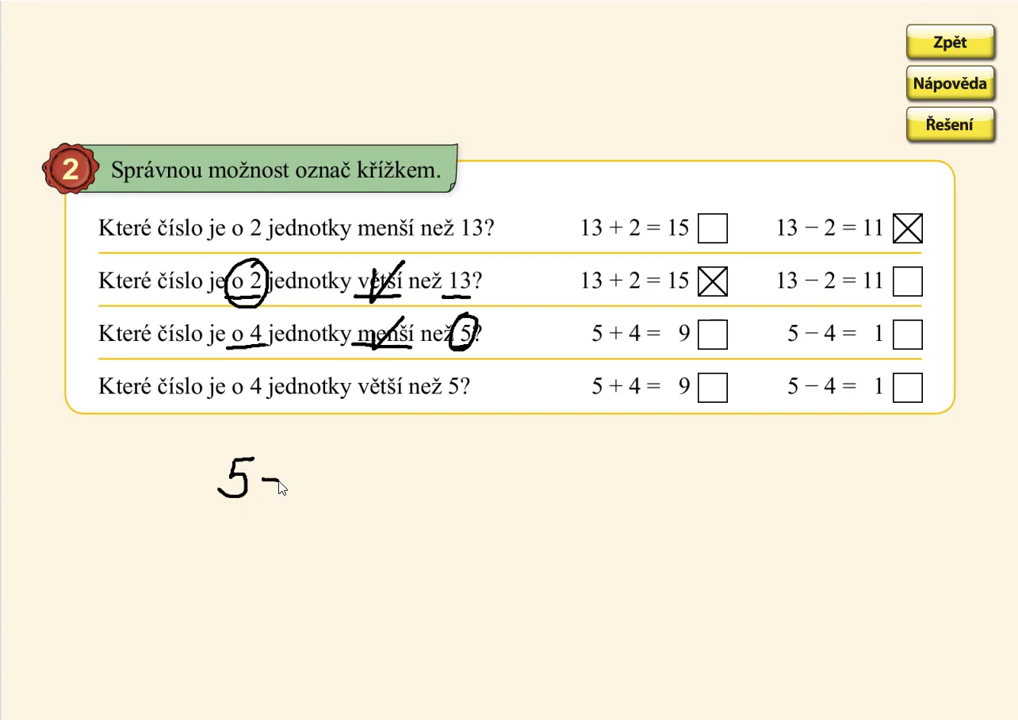 Zpět
Nápověda
Řešení
2 Správnou možnost označ křížkem.
Které číslo je o 2 jednotky menší než 13? 13 + 2 = 15 13 − 2 = 11
Které číslo je o 2 jednotky větší než 13? 13 + 2 = 15 13 − 2 = 11
Které číslo je o 4 jednotky menší než 5? 5 + 4 = 9 5 − 4 = 1
Které číslo je o 4 jednotky větší než 5? 5 + 4 = 9 5 − 4 = 1
5 −